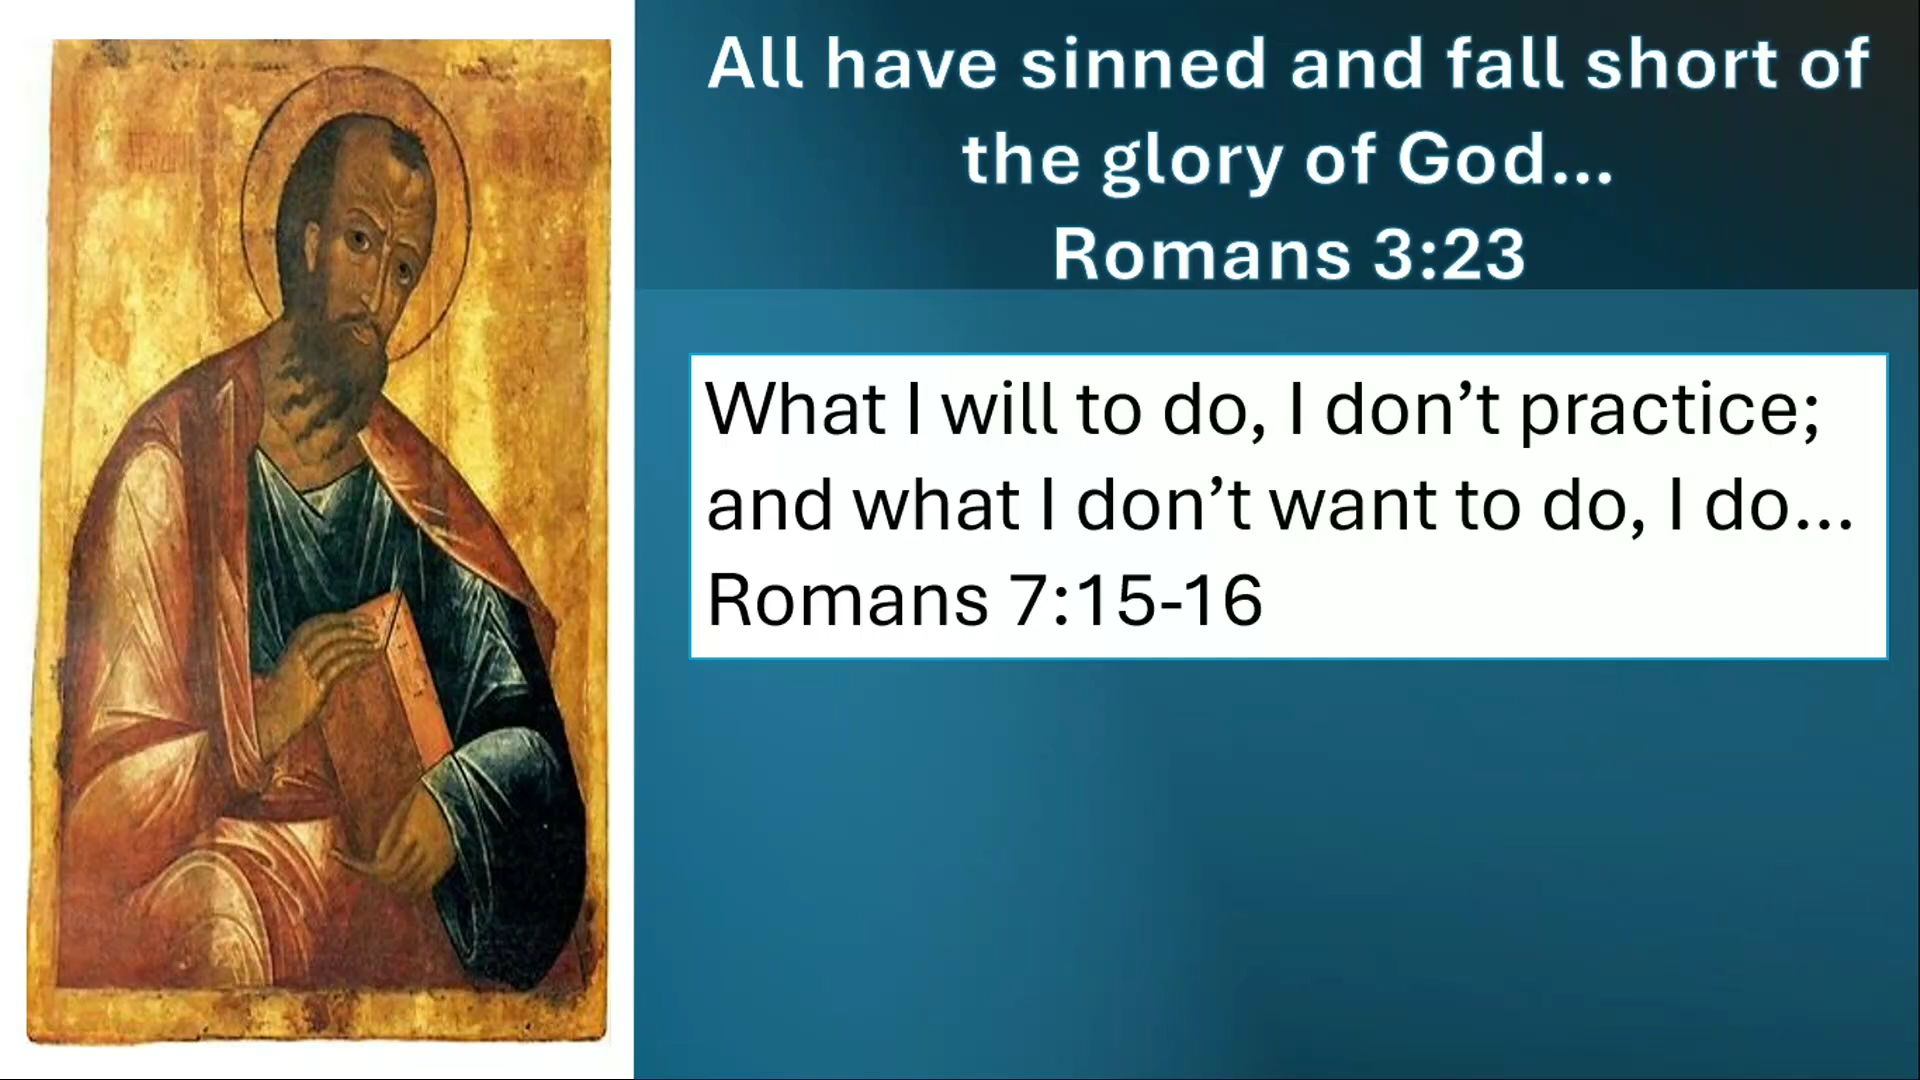 All have sinned and fall short of
the glory of God...
Romans 3:23
What I will to do, I don’t practice;
and what I don’t want to do, I do...
Romans 7:15-16